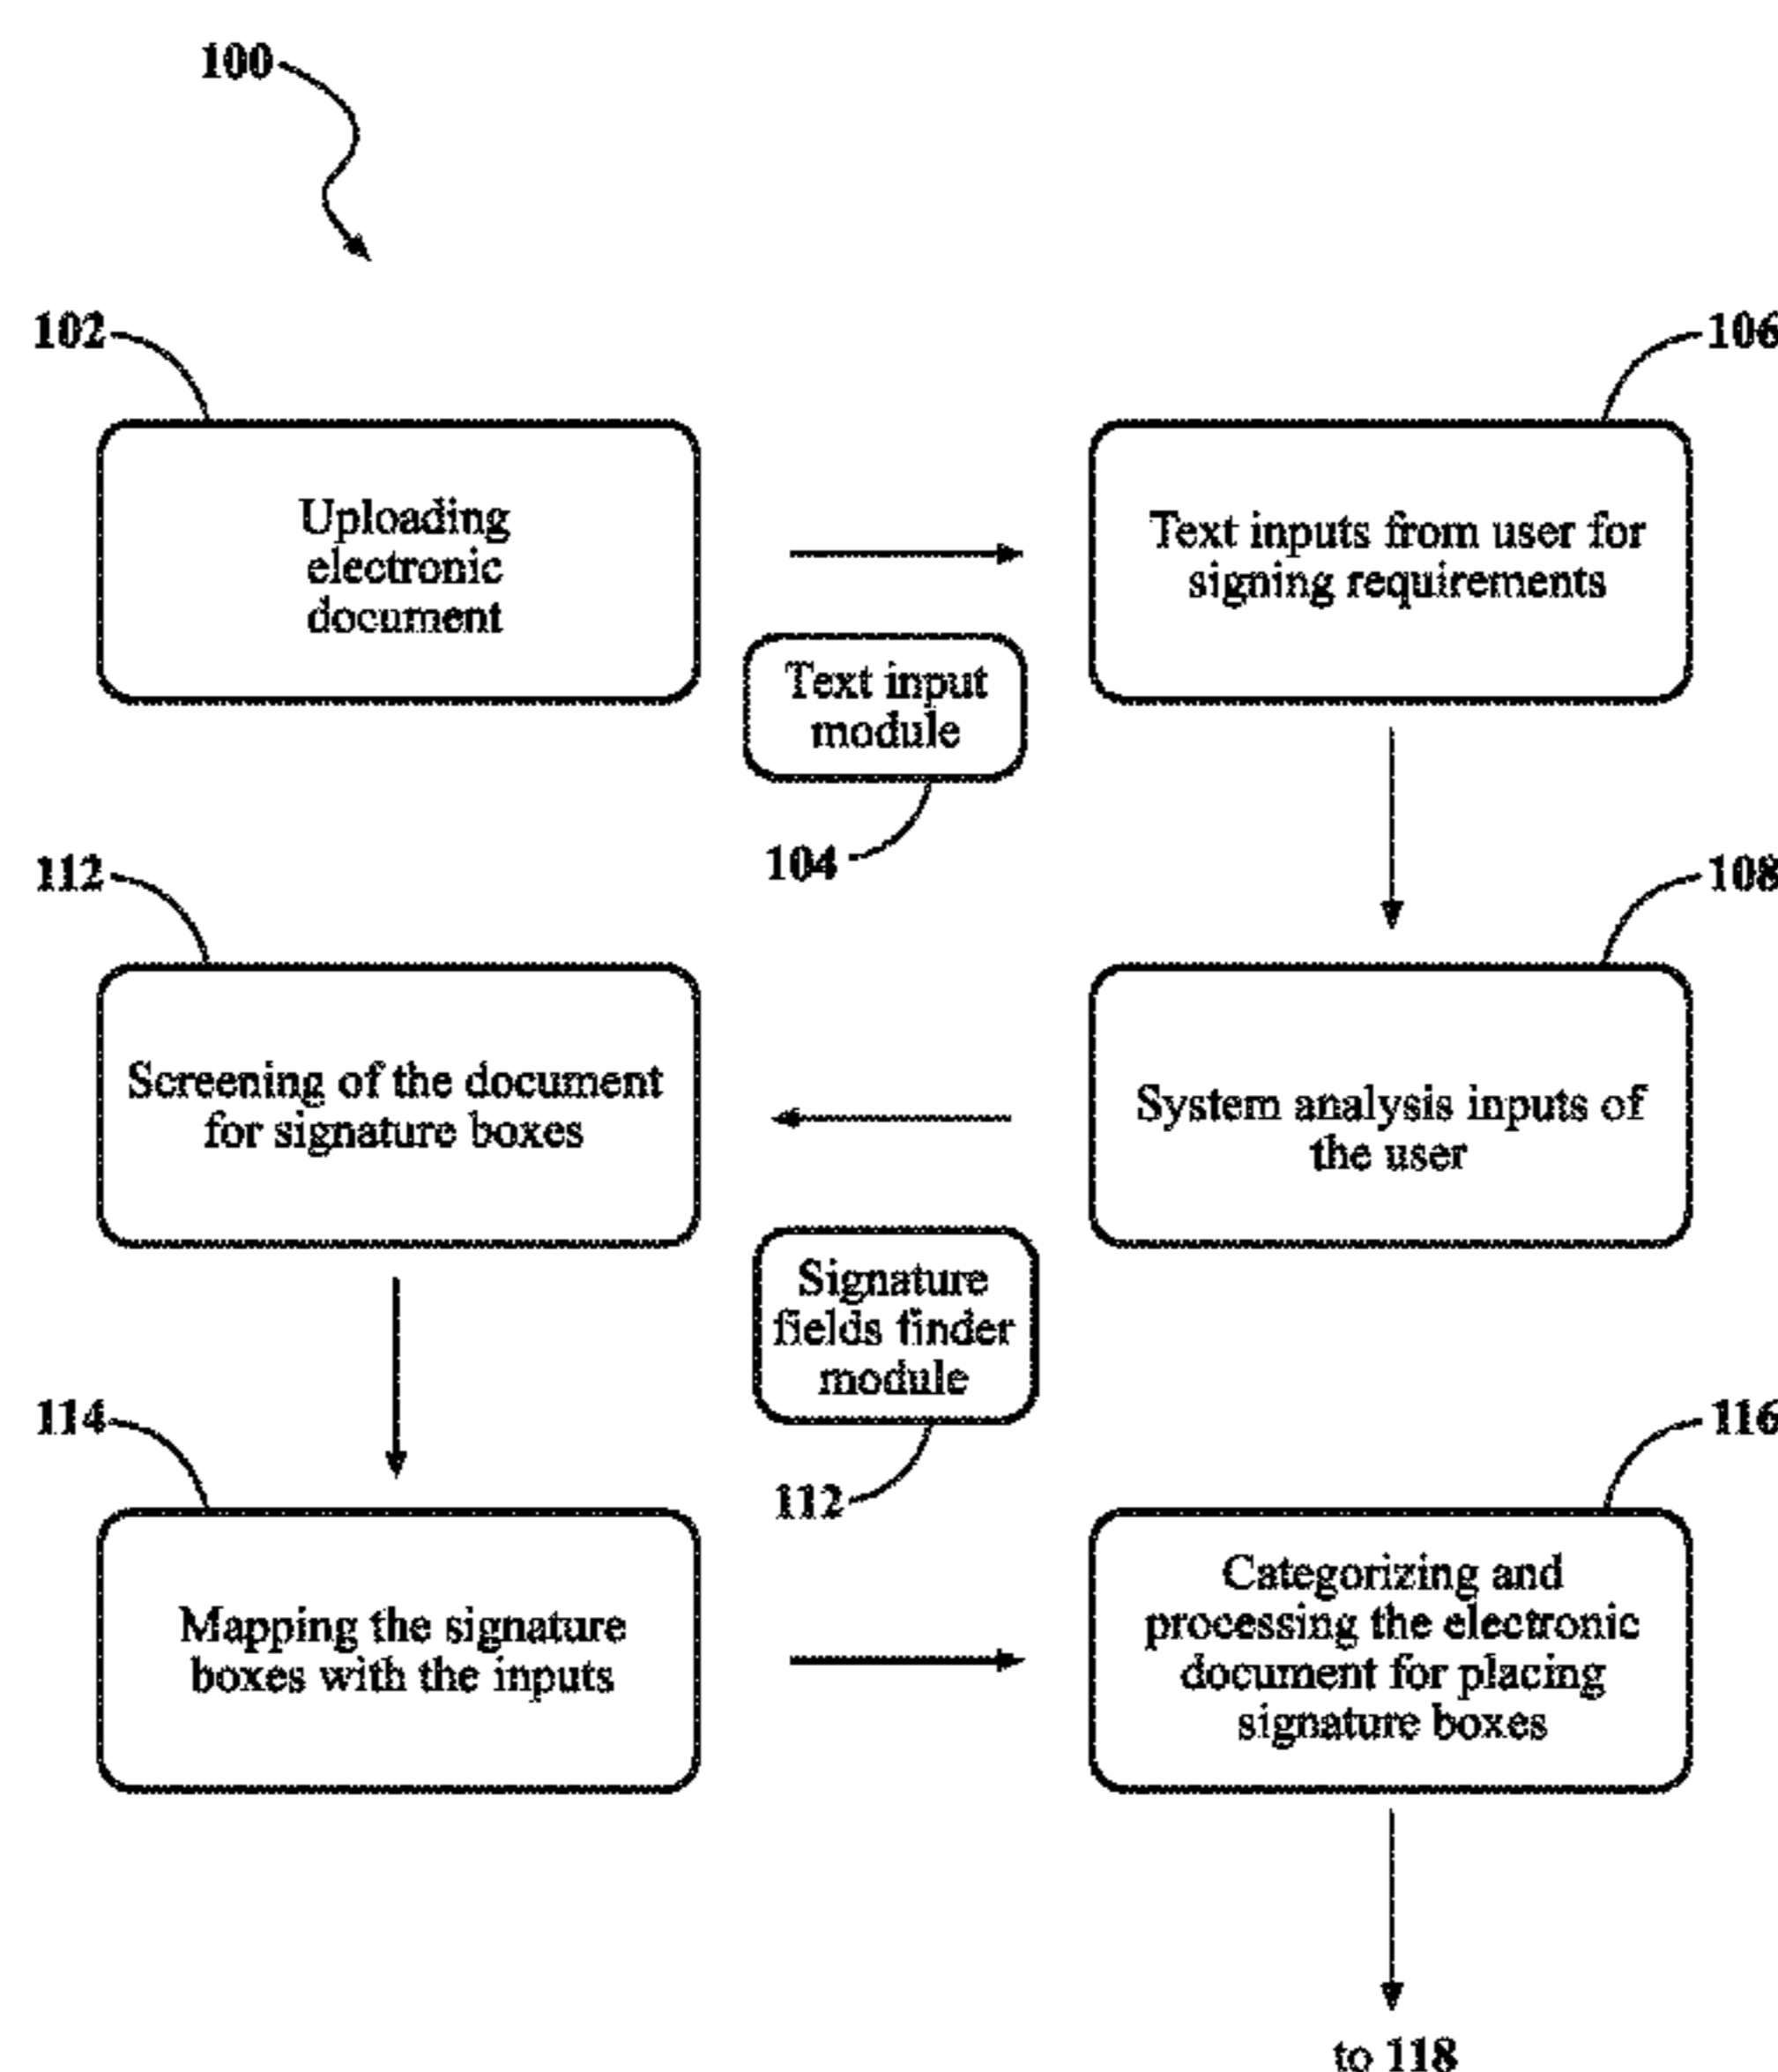 100
102
106
Uploading
electronic
document
Text inputs from user for
signing requirements
Text input
module
104
112
108
Screening of the document
for signature boxes
System analysis inputs of
the user
Signature
fields finder
module
112
114
116
Mapping the signature
boxes with the inputs
Categorizing and
processing the electronic
document for placing
signature boxes
to 118